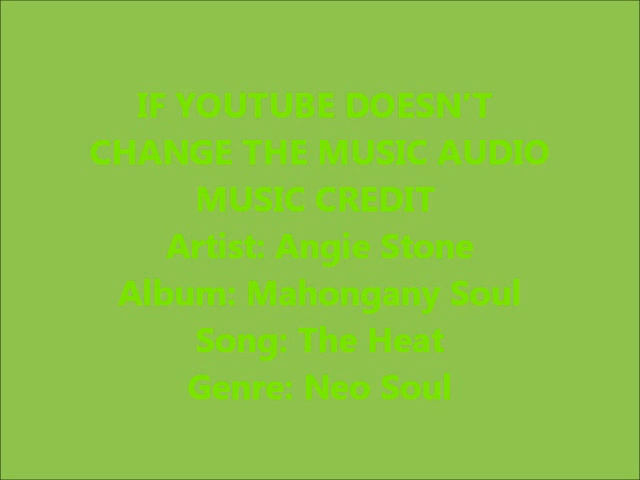 IF YOUTUBE DOESN'T
CHANGE THE MUSIC AUDIO
MUSIC CREDIT
Artist: Angie Stone
Album: Mahongany Soul
Song: The Heat
Genre: Neo Soul